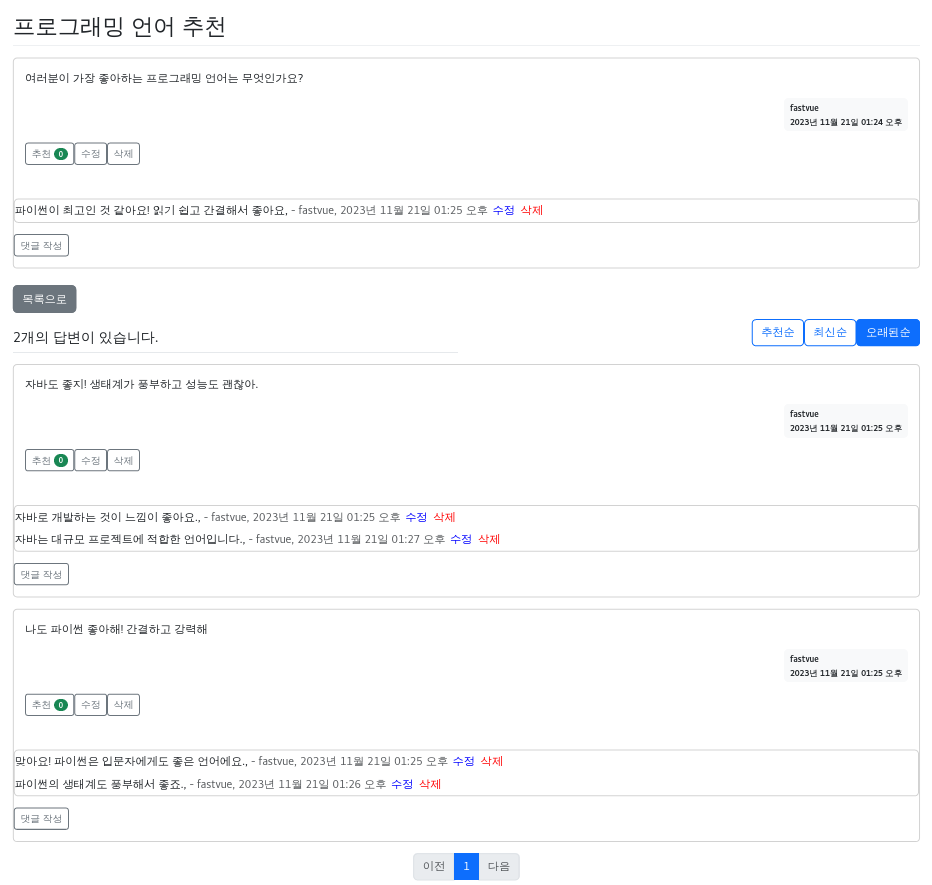 프로그래밍 언어 추천
여러분이 가장 좋아하는 프로그래밍 언어는 무엇인가요?
fastvue
2023년 11월 21일 01:24 오후
추천 0 수정 삭제
파이썬이 최고인 것 같아요! 읽기 쉽고 간결해서 좋아요, - fastvue, 2023년 11월 21일 01:25 오후 수정 삭제
댓글 작성
목록으로
2개의 답변이 있습니다.
추천순 최신순 오래된순
자바도 좋지! 생태계가 풍부하고 성능도 괜찮아.
fastvue
2023년 11월 21일 01:25 오후
추천 0 수정 삭제
자바로 개발하는 것이 느낌이 좋아요., - fastvue, 2023년 11월 21일 01:25 오후 수정 삭제
자바는 대규모 프로젝트에 적합한 언어입니다., - fastvue, 2023년 11월 21일 01:27 오후 수정 삭제
댓글 작성
나도 파이썬 좋아해! 간결하고 강력해
fastvue
2023년 11월 21일 01:25 오후
추천 0 수정 삭제
맞아요! 파이썬은 입문자에게도 좋은 언어에요., - fastvue, 2023년 11월 21일 01:25 오후 수정 삭제
파이썬의 생태계도 풍부해서 좋죠., - fastvue, 2023년 11월 21일 01:26 오후 수정 삭제
댓글 작성
이전 1 다음